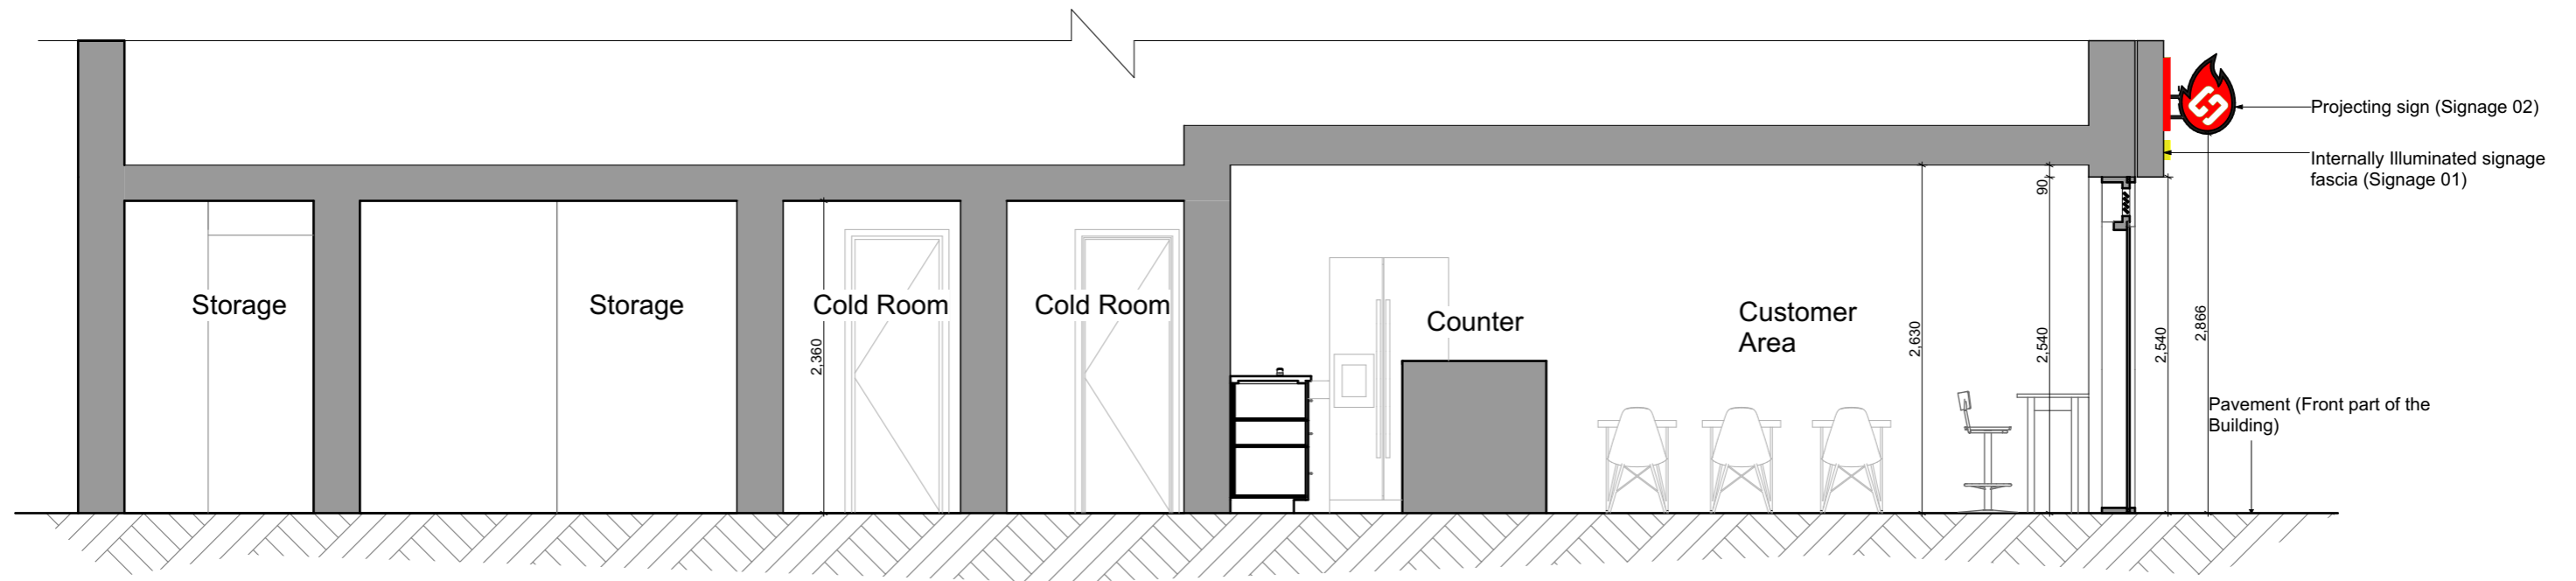 Projecting sign (Signage 02)
Internally Illuminated signage
fascia (Signage 01)
90
Storage
Storage
Cold Room
Cold Room
Counter
Customer
Area
2,360
2,630
2,540
2,540
2,866
Pavement (Front part of the
Building)